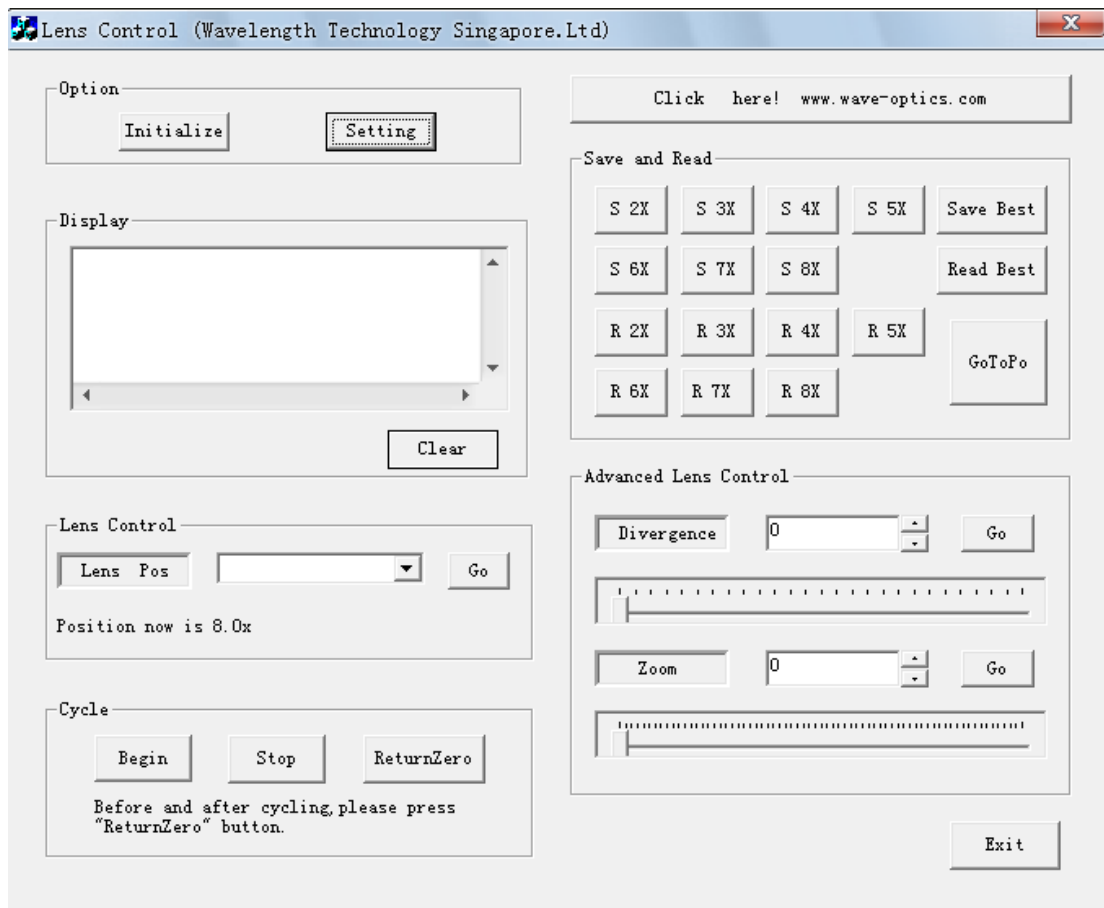 Lens Control (Wavelength Technology Singapore.Ltd)
Option
Initialize
Setting
Click here! www.wave-optics.com
Save and Read
S 2X S 3X S 4X S 5X Save Best
S 6X S 7X S 8X Read Best
R 2X R 3X R 4X R 5X
GoToPo
R 6X R 7X R 8X
Display
Clear
Lens Control
Lens Pos
Go
Position now is 8.0x
Advanced Lens Control
Divergence 0 Go
Zoom 0 Go
Cycle
Begin Stop ReturnZero
Before and after cycling,please press
"ReturnZero" button.
Exit